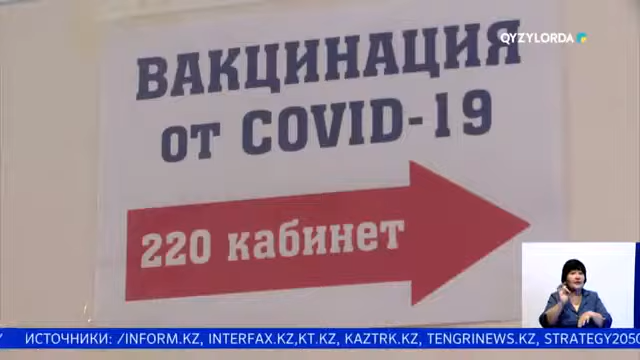 QYZYLORDA
ВАКЦИНАЦИЯ
от COVID-19
220 кабинет
ИСТОЧНИКИ: /INFORM.KZ, INTERFAX.KZ,KT.KZ, KAZTRK.KZ, TENGRINEWS.KZ, STRATEGY2050